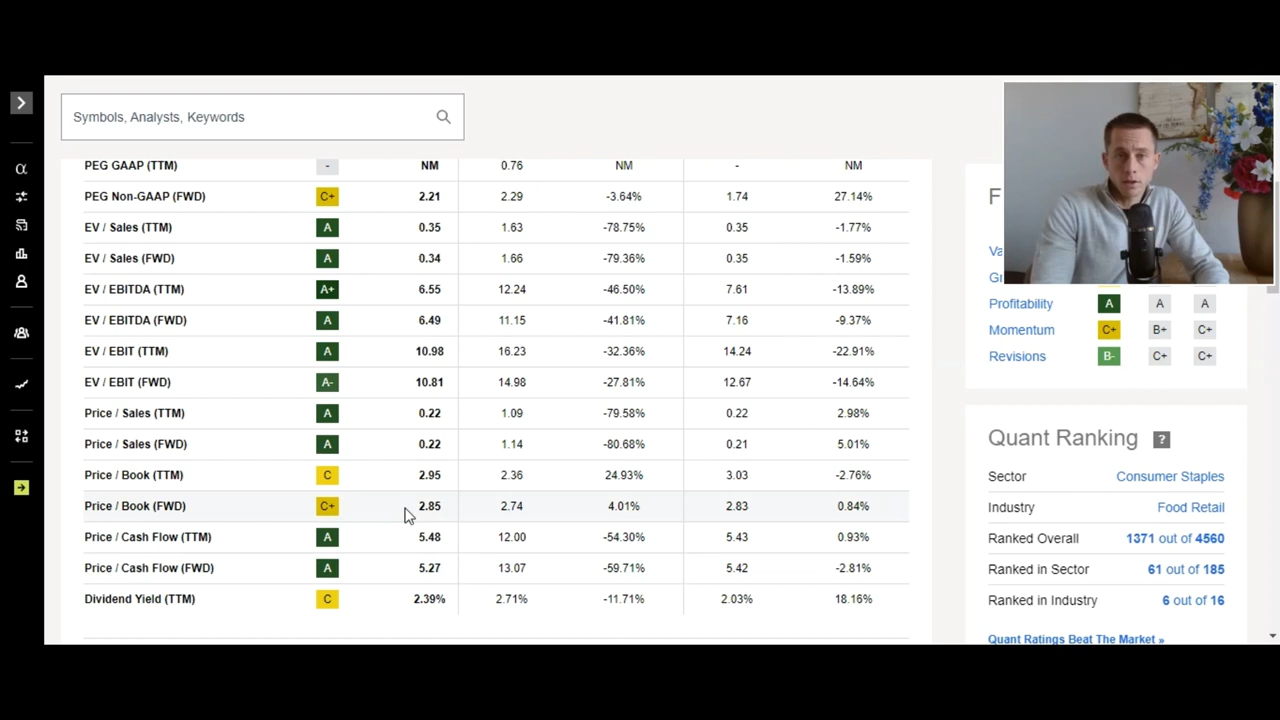 Symbols, Analysts, Keywords
PEG GAAP (TTM) - NM 0.76 NM - NM
PEG Non-GAAP (FWD) C+ 2.21 2.29 -3.64% 1.74 27.14%
EV / Sales (TTM) A 0.35 1.63 -78.75% 0.35 -1.77%
EV / Sales (FWD) A 0.34 1.66 -79.36% 0.35 -1.59%
EV / EBITDA (TTM) A+ 6.55 12.24 -46.50% 7.61 -13.89%
EV / EBITDA (FWD) A 6.49 11.15 -41.81% 7.16 -9.37%
EV / EBIT (TTM) A 10.98 16.23 -32.36% 14.24 -22.91%
EV / EBIT (FWD) A- 10.81 14.98 -27.81% 12.67 -14.64%
Price / Sales (TTM) A 0.22 1.09 -79.58% 0.22 2.98%
Price / Sales (FWD) A 0.22 1.14 -80.68% 0.21 5.01%
Price / Book (TTM) C 2.95 2.36 24.93% 3.03 -2.76%
Price / Book (FWD) C+ 2.85 2.74 4.01% 2.83 0.84%
Price / Cash Flow (TTM) A 5.48 12.00 -54.30% 5.43 0.93%
Price / Cash Flow (FWD) A 5.27 13.07 -59.71% 5.42 -2.81%
Dividend Yield (TTM) C 2.39% 2.71% -11.71% 2.03% 18.16%
F
Va
Gr
Profitability A A A
Momentum C+ B+ C+
Revisions B- C+ C+
Quant Ranking ?
Sector Consumer Staples
Industry Food Retail
Ranked Overall 1371 out of 4560
Ranked in Sector 61 out of 185
Ranked in Industry 6 out of 16
Quant Ratings Beat The Market »